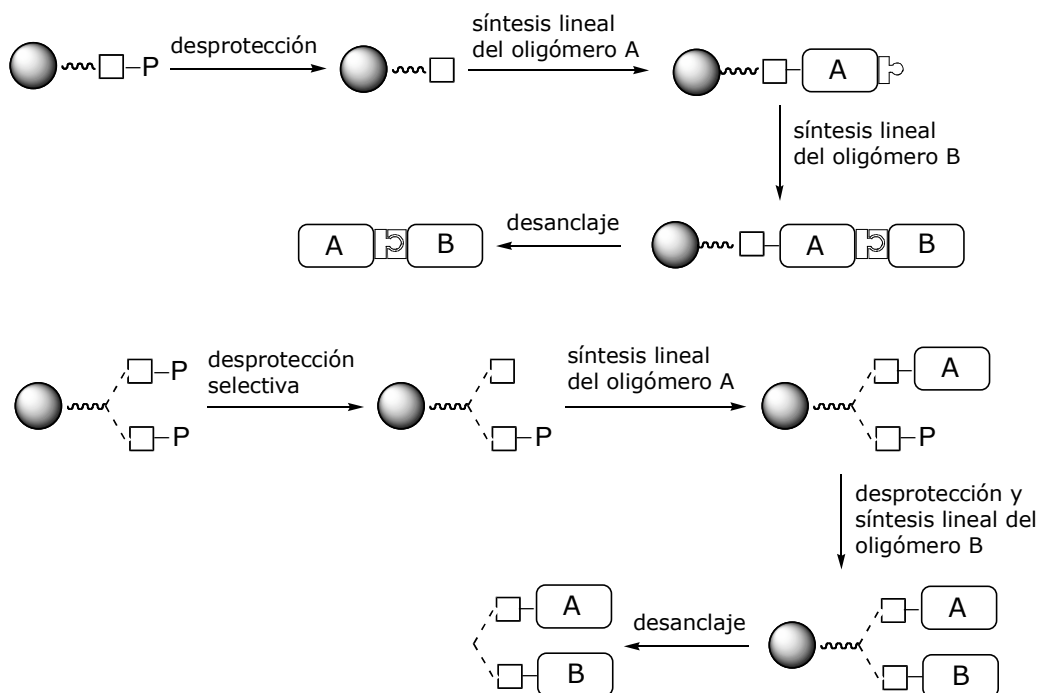 P
desprotección
síntesis lineal
del oligómero A
A
síntesis lineal
del oligómero B
A
B
desanclaje
A
B
P
P
desprotección
selectiva
P
síntesis lineal
del oligómero A
A
P
desprotección y
síntesis lineal del
oligómero B
A
B
desanclaje
A
B